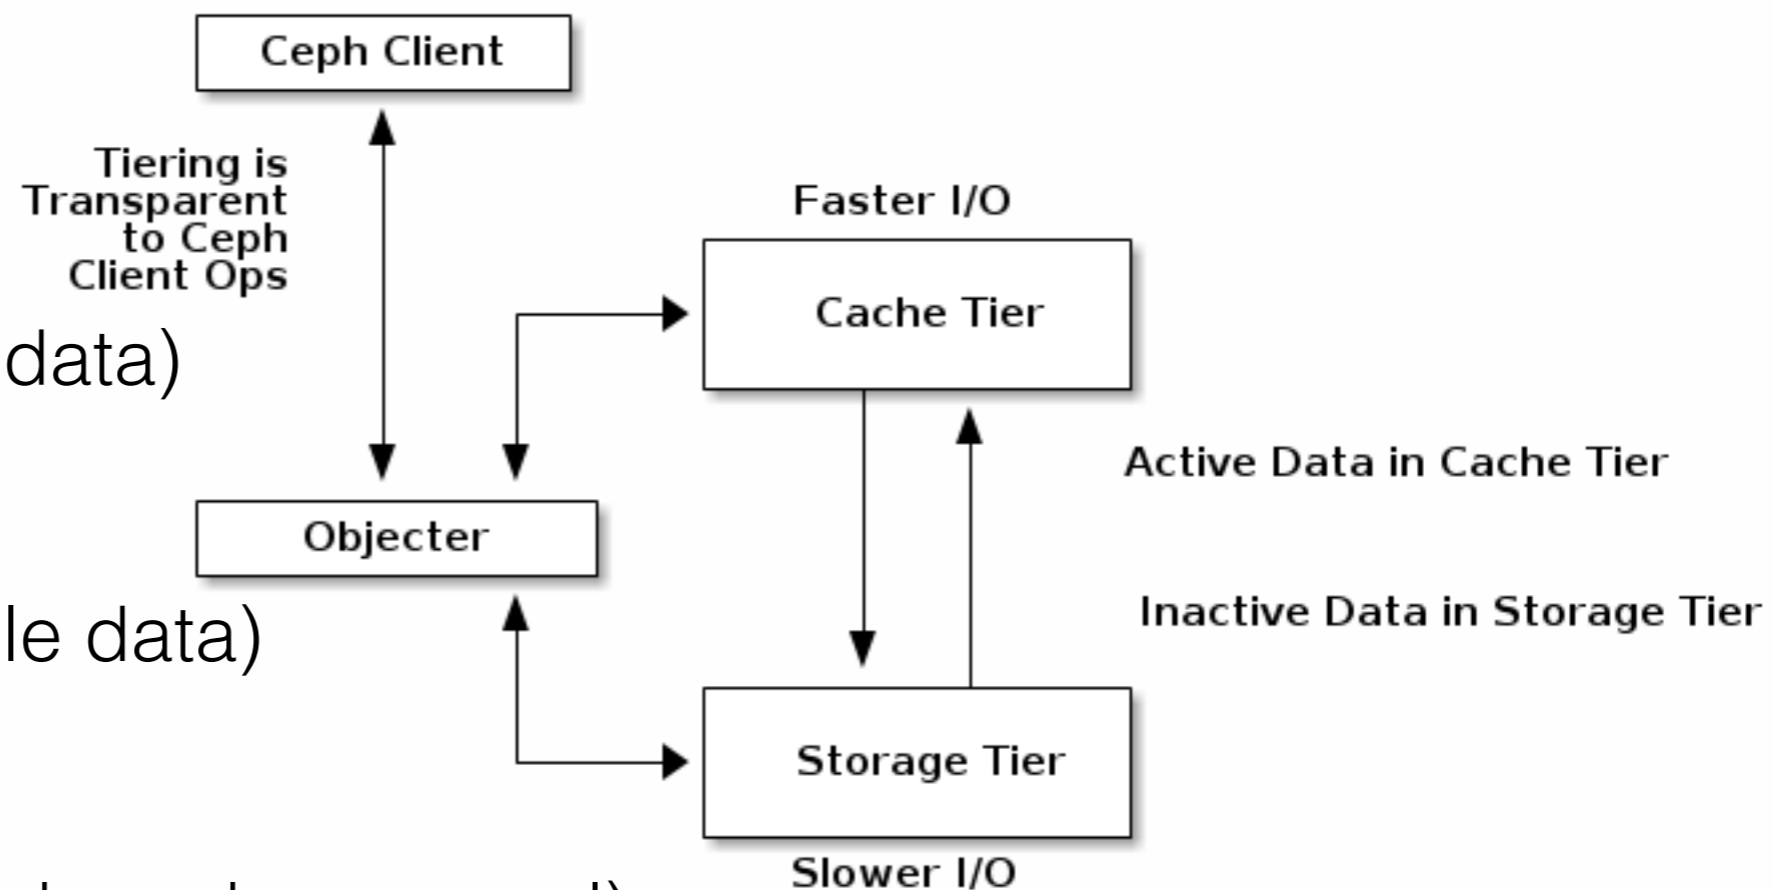 Ceph Client
Tiering is
Transparent
to Ceph
Client Ops
Faster I/O
Cache Tier
data)
Active Data in Cache Tier
Objecter
Inactive Data in Storage Tier
le data)
Storage Tier
Slower I/O